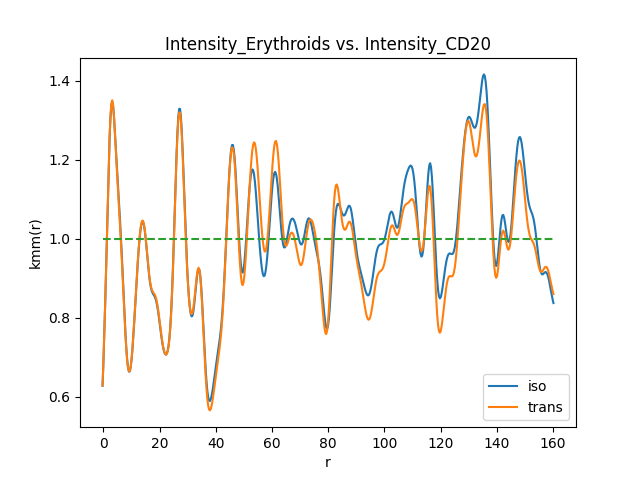 Intensity_Erythroids vs. Intensity_CD20
kmm(r)
1.4
1.2
1.0
0.8
0.6
0 20 40 60 80 100 120 140 160
r
iso
trans